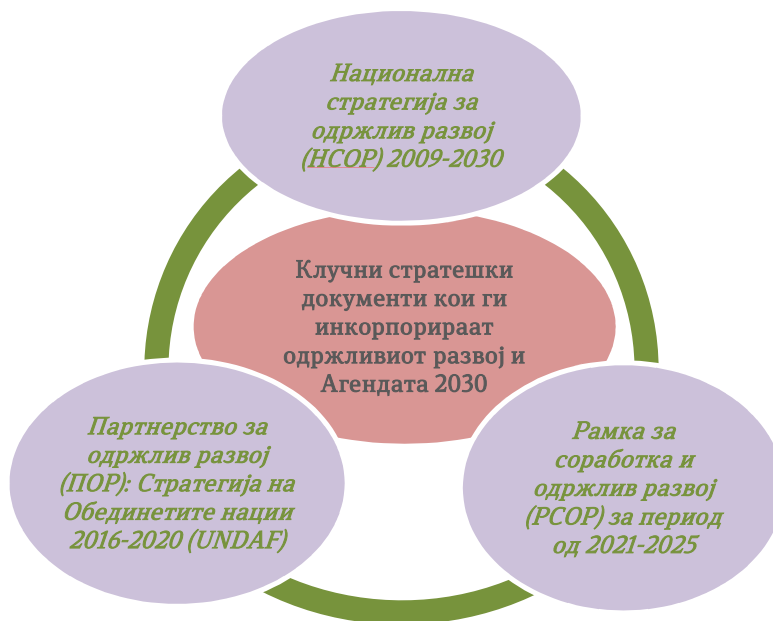 Национална
стратегија за
одржлив развој
(НСОР) 2009-2030
Клучни стратешки
документи кои ги
инкорпорираат
одржливиот развој и
Агендата 2030
Партнерство за
одржлив развој
(ПОР): Стратегија на
Обединетите нации
2016-2020 (UNDAF)
Рамка за
соработка и
одржлив развој
(РСОР) за период
од 2021-2025